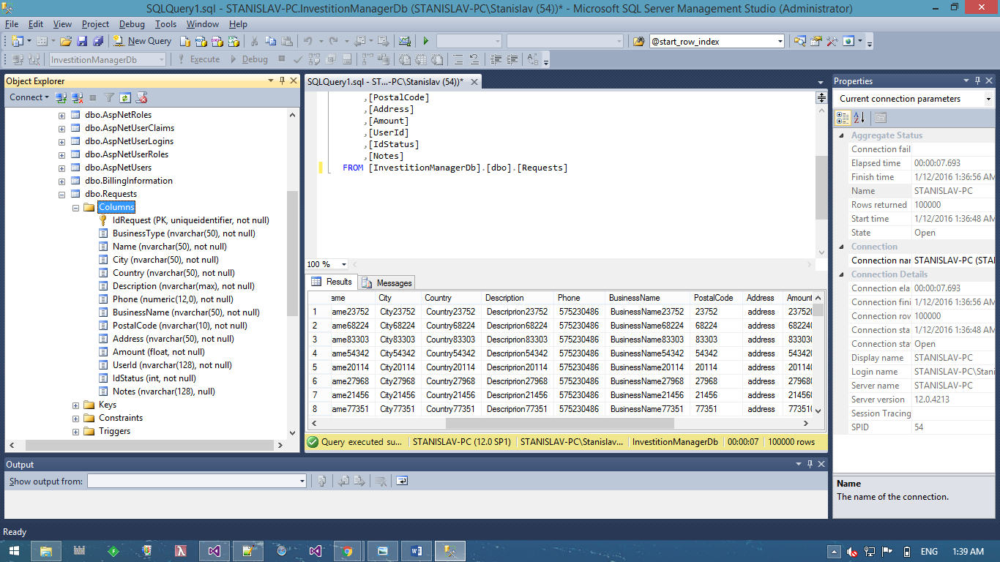 SQLQuery1.sql - STANISLAV-PC.InvestitionManagerDb (STANISLAV-PC\Stanislav (54))* - Microsoft SQL Server Management Studio (Administrator)
File Edit View Project Debug Tools Window Help
New Query @start_row_index
InvestitionManagerDb Execute Debug
Object Explorer
Connect
dbo.AspNetRoles
dbo.AspNetUserClaims
dbo.AspNetUserLogins
dbo.AspNetUserRoles
dbo.AspNetUsers
dbo.BillingInformation
dbo.Requests
Columns
IdRequest (PK, uniqueidentifier, not null)
BusinessType (nvarchar(50), not null)
Name (nvarchar(50), not null)
City (nvarchar(50), not null)
Country (nvarchar(50), not null)
Description (nvarchar(max), not null)
Phone (numeric(12,0), not null)
BusinessName (nvarchar(50), not null)
PostalCode (nvarchar(10), not null)
Address (nvarchar(50), not null)
Amount (float, not null)
UserId (nvarchar(128), not null)
IdStatus (int, not null)
Notes (nvarchar(128), null)
Keys
Constraints
Triggers
SQLQuery1.sql - ST...-PC\Stanislav (54))*
,[PostalCode]
,[Address]
,[Amount]
,[UserId]
,[IdStatus]
,[Notes]
FROM [InvestitionManagerDb].[dbo].[Requests]
100 %
Results Messages
ame City Country Description Phone BusinessName PostalCode Address Amount
1 ame23752 City23752 Country23752 Descriprion23752 575230486 BusinessName23752 23752 address 237520
2 ame68224 City68224 Country68224 Descriprion68224 575230486 BusinessName68224 68224 address 682240
3 ame83303 City83303 Country83303 Descriprion83303 575230486 BusinessName83303 83303 address 833030
4 ame54342 City54342 Country54342 Descriprion54342 575230486 BusinessName54342 54342 address 543420
5 ame20114 City20114 Country20114 Descriprion20114 575230486 BusinessName20114 20114 address 201140
6 ame27968 City27968 Country27968 Descriprion27968 575230486 BusinessName27968 27968 address 279680
7 ame21456 City21456 Country21456 Descriprion21456 575230486 BusinessName21456 21456 address 214560
8 ame77351 City77351 Country77351 Descriprion77351 575230486 BusinessName77351 77351 address 773510
Query executed su... STANISLAV-PC (12.0 SP1) STANISLAV-PC\Stanislav... InvestitionManagerDb 00:00:07 100000 rows
Properties
Current connection parameters
Aggregate Status
Connection fail
Elapsed time 00:00:07.693
Finish time 1/12/2016 1:36:56 AM
Name STANISLAV-PC
Rows returned 100000
Start time 1/12/2016 1:36:48 AM
State Open
Connection
Connection nar STANISLAV-PC (STA
Connection Details
Connection ela 00:00:07.693
Connection fini 1/12/2016 1:36:56 AM
Connection rov 100000
Connection sta 1/12/2016 1:36:48 AM
Connection stat Open
Display name STANISLAV-PC
Login name STANISLAV-PC\Stani
Server name STANISLAV-PC
Server version 12.0.4213
Session Tracing
SPID 54
Name
The name of the connection.
Output
Show output from:
Ready
ENG 1:39 AM